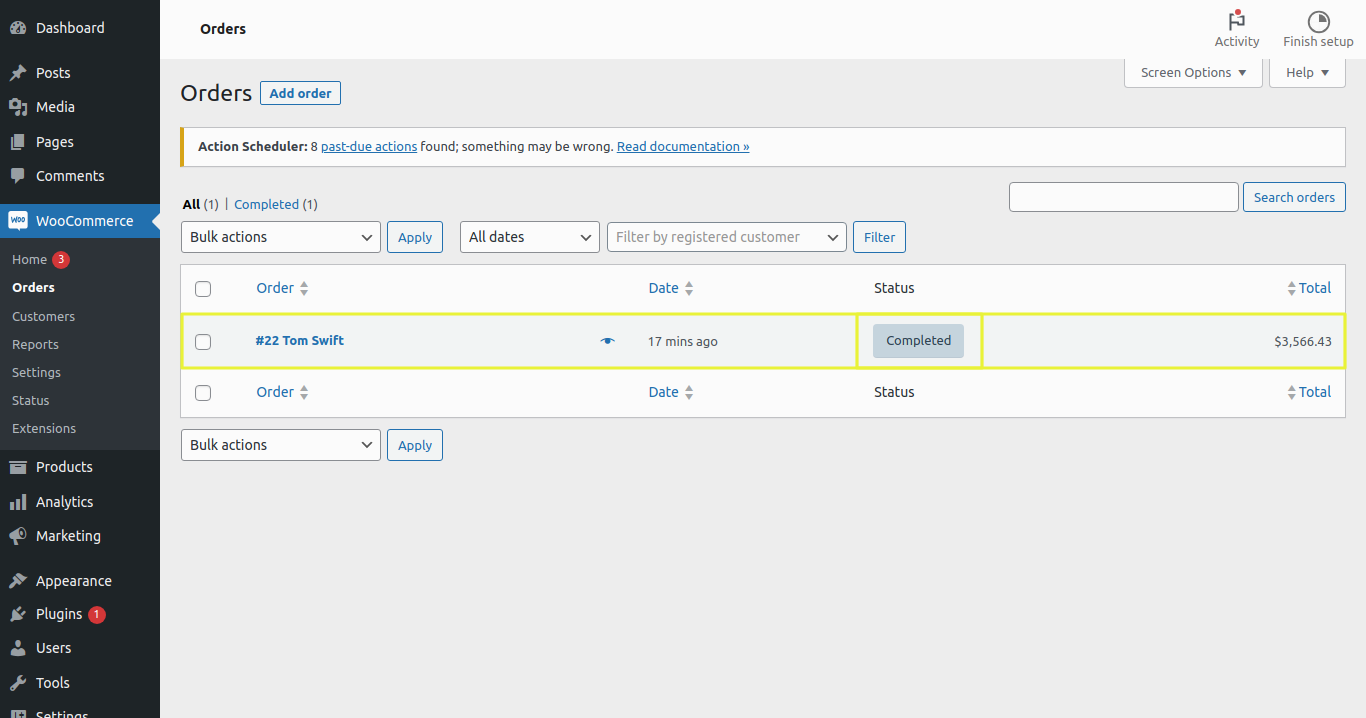 Dashboard
Posts
Media
Pages
Comments
WOO WooCommerce
Home 3
Orders
Customers
Reports
Settings
Status
Extensions
Products
Analytics
Marketing
Appearance
Plugins 1
Users
Tools
Settings
Orders
Activity
Finish setup
Screen Options
Help
Orders
Add order
Action Scheduler: 8 past-due actions found; something may be wrong. Read documentation »
All (1) | Completed (1)
Search orders
Bulk actions Apply All dates Filter by registered customer Filter
Order Date Status Total
#22 Tom Swift 17 mins ago Completed $3,566.43
Order Date Status Total
Bulk actions Apply